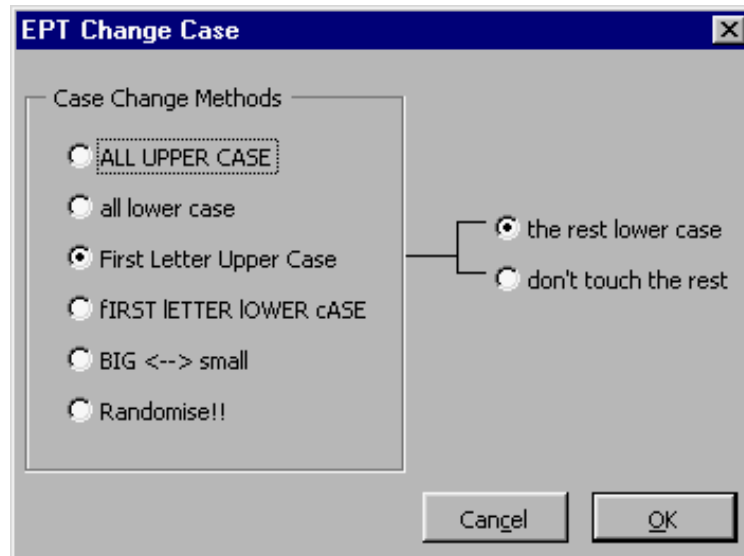 EPT Change Case
Case Change Methods
ALL UPPER CASE
all lower case
First Letter Upper Case
fIRST lETTER lOWER cASE
BIG <--> small
Randomise!!
the rest lower case
don't touch the rest
Cancel
OK